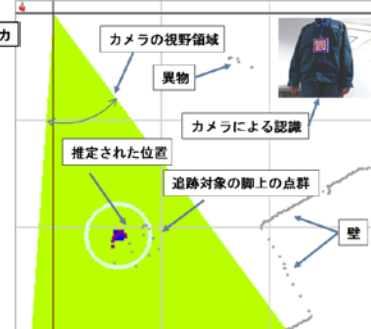 カ
カメラの視野領域
異物
カメラによる認識
推定された位置
追跡対象の脚上の点群
壁